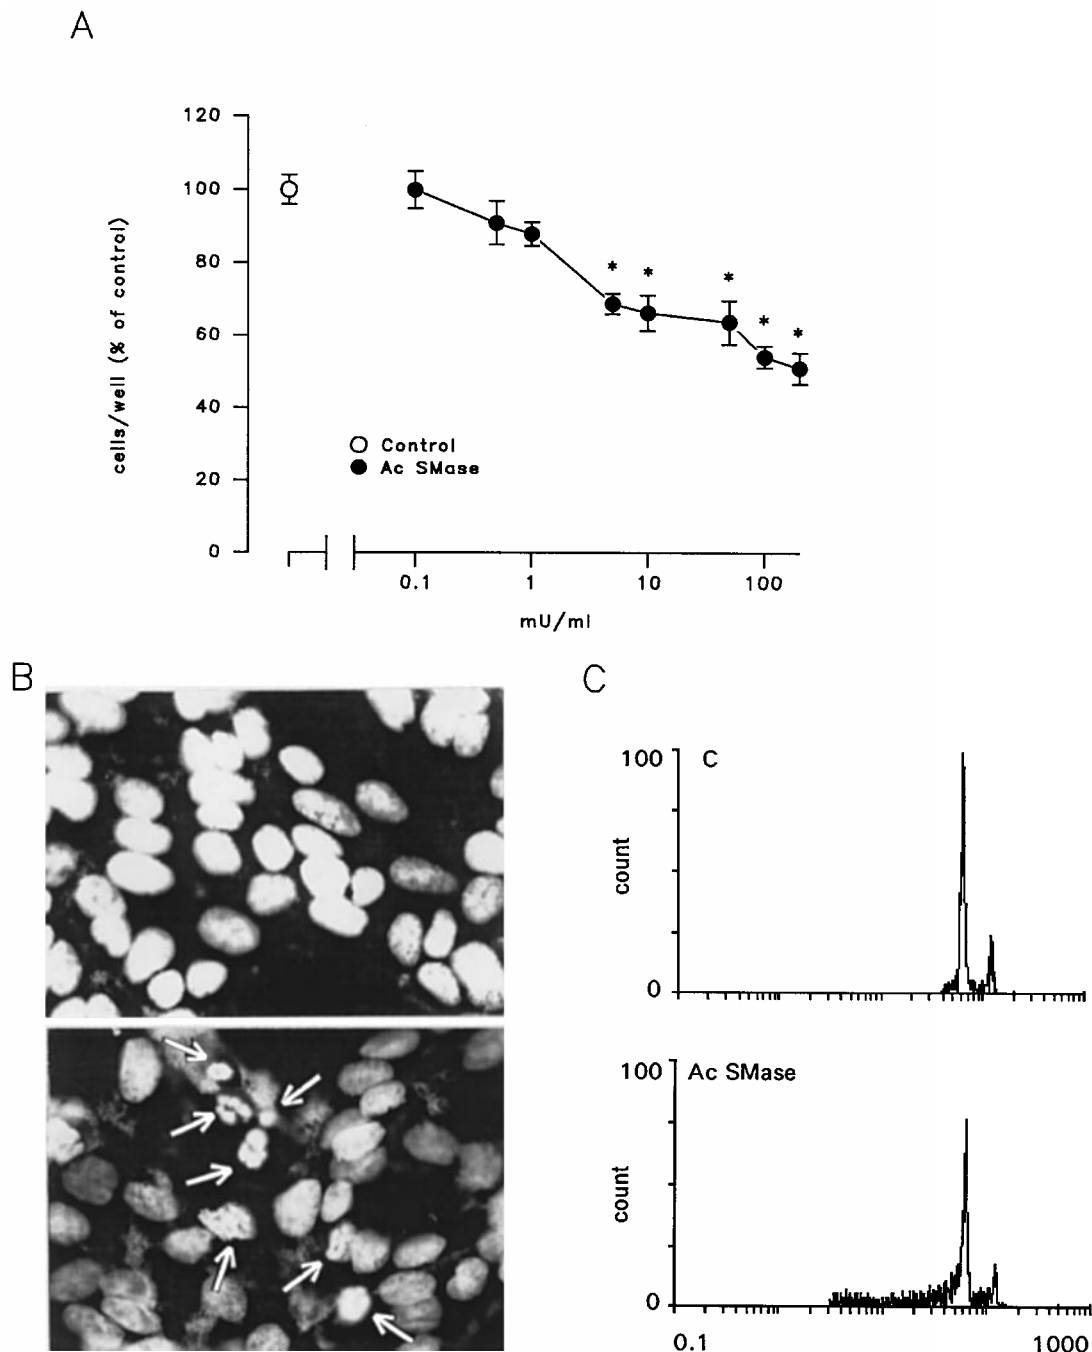 A
120
100
80
60
40
20
0
cells/well (% of control)
* * * * *
Control
Ac SMase
0.1 1 10 100
mU/ml
B
C
100
C
count
0
100
Ac SMase
count
0
0.1 1000